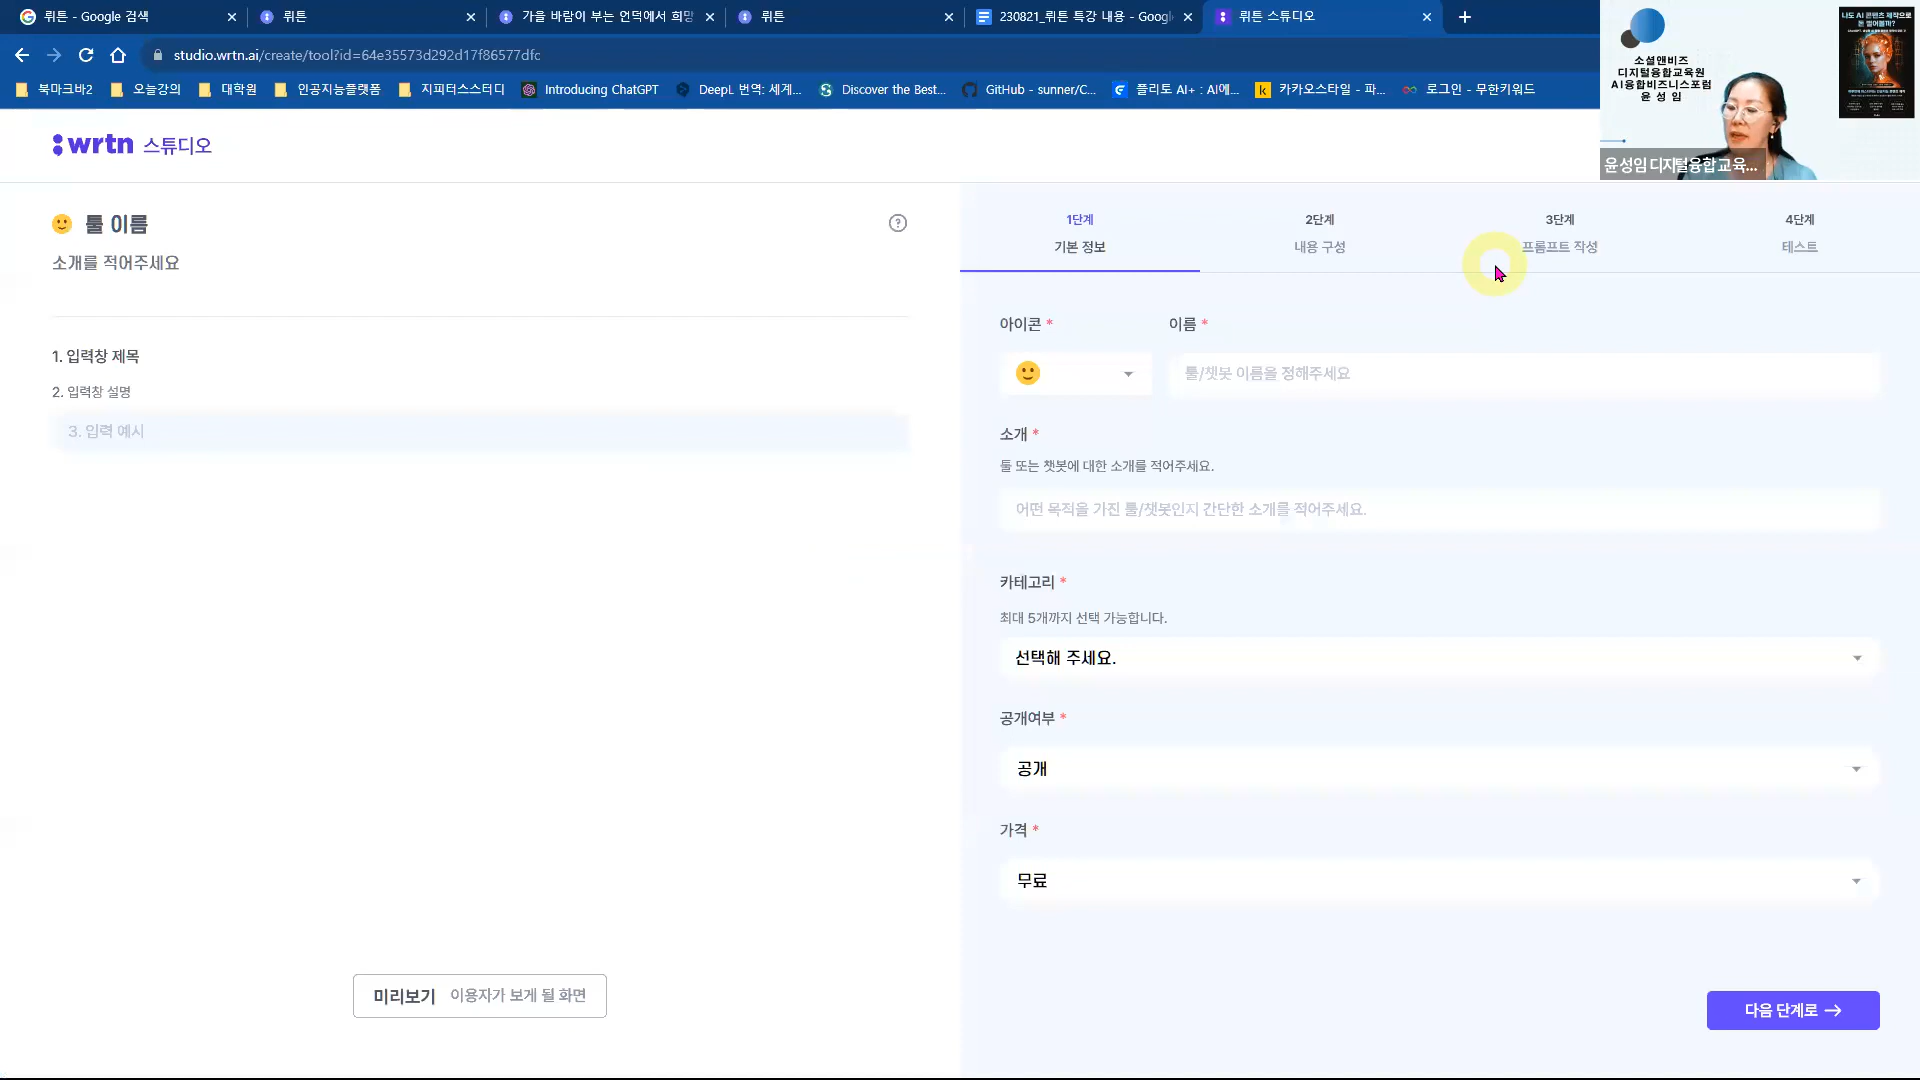 뤼튼 - Google 검색
뤼튼
가을 바람이 부는 언덕에서 희망
뤼튼
230821_뤼튼 특강 내용 - Googl
뤼튼 스튜디오
studio.wrtn.ai/create/tool?id=64e35573d292d17f86577dfc
북마크바2
오늘강의
대학원
인공지능플랫폼
지피터스스터디
Introducing ChatGPT
DeepL 번역: 세계...
Discover the Best...
GitHub - sunner/C...
플리토 AI+ : AI에...
카카오스타일 - 파...
로그인 - 무한키워드
소셜앤비즈
디지털융합교육원
AI융합비즈니스포럼
윤 성 임
나도 AI 콘텐츠 제작으로
돈 벌어볼까?
윤성임디지털융합교육...
wrtn 스튜디오
툴 이름
소개를 적어주세요
1. 입력창 제목
2. 입력창 설명
3. 입력 예시
미리보기 이용자가 보게 될 화면
1단계
기본 정보
2단계
내용 구성
3단계
프롬프트 작성
4단계
테스트
아이콘 *
이름 *
툴/챗봇 이름을 정해주세요
소개 *
툴 또는 챗봇에 대한 소개를 적어주세요.
어떤 목적을 가진 툴/챗봇인지 간단한 소개를 적어주세요.
카테고리 *
최대 5개까지 선택 가능합니다.
선택해 주세요.
공개여부 *
공개
가격 *
무료
다음 단계로 →